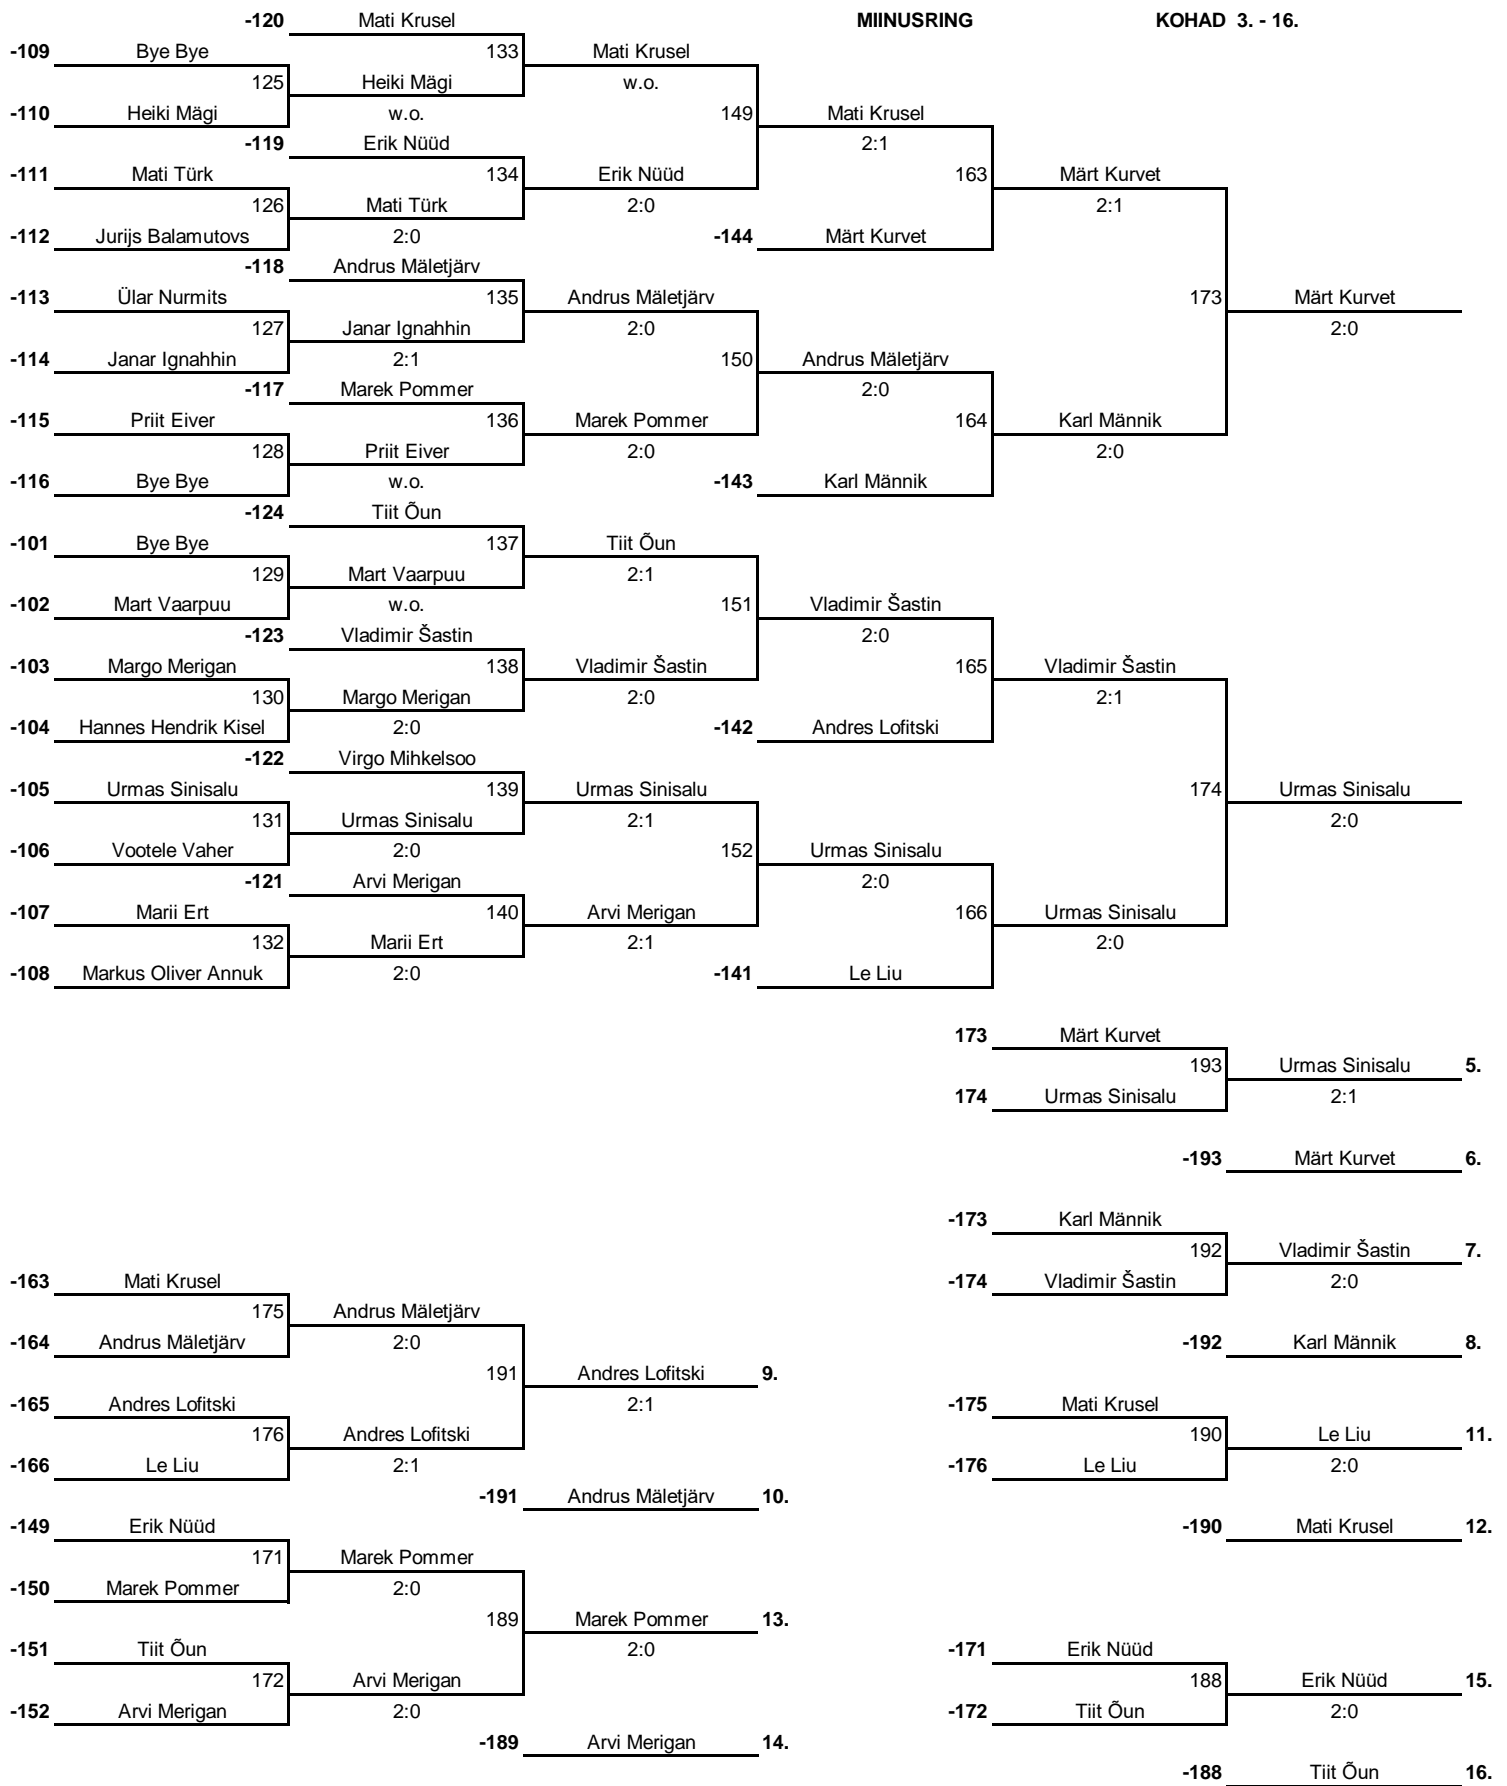 -120 Mati Krusel MIINUSRING KOHAD 3. - 16.
-109 Bye Bye 133 Mati Krusel
125 Heiki Mägi w.o.
-110 Heiki Mägi w.o. 149 Mati Krusel
-119 Erik Nüüd 2:1
-111 Mati Türk 134 Erik Nüüd 163 Märt Kurvet
126 Mati Türk 2:0 2:1
-112 Jurijs Balamutovs 2:0 -144 Märt Kurvet
-118 Andrus Mäletjärv
-113 Ülar Nurmits 135 Andrus Mäletjärv 173 Märt Kurvet
127 Janar Ignahhin 2:0 2:0
-114 Janar Ignahhin 2:1 150 Andrus Mäletjärv
-117 Marek Pommer 2:0
-115 Priit Eiver 136 Marek Pommer 164 Karl Männik
128 Priit Eiver 2:0 2:0
-116 Bye Bye w.o. -143 Karl Männik
-124 Tiit Õun
-101 Bye Bye 137 Tiit Õun
129 Mart Vaarpuu 2:1
-102 Mart Vaarpuu w.o. 151 Vladimir Šastin
-123 Vladimir Šastin 2:0
-103 Margo Merigan 138 Vladimir Šastin 165 Vladimir Šastin
130 Margo Merigan 2:0 2:1
-104 Hannes Hendrik Kisel 2:0 -142 Andres Lofitski
-122 Virgo Mihkelsoo
-105 Urmas Sinisalu 139 Urmas Sinisalu 174 Urmas Sinisalu
131 Urmas Sinisalu 2:1 2:0
-106 Vootele Vaher 2:0 152 Urmas Sinisalu
-121 Arvi Merigan 2:0
-107 Marii Ert 140 Arvi Merigan 166 Urmas Sinisalu
132 Marii Ert 2:1 2:0
-108 Markus Oliver Annuk 2:0 -141 Le Liu
173 Märt Kurvet
193 Urmas Sinisalu 5.
174 Urmas Sinisalu 2:1
-193 Märt Kurvet 6.
-173 Karl Männik
192 Vladimir Šastin 7.
-163 Mati Krusel -174 Vladimir Šastin 2:0
175 Andrus Mäletjärv
-164 Andrus Mäletjärv 2:0 -192 Karl Männik 8.
191 Andres Lofitski 9.
-165 Andres Lofitski 2:1 -175 Mati Krusel
176 Andres Lofitski 190 Le Liu 11.
-166 Le Liu 2:1 -176 Le Liu 2:0
-191 Andrus Mäletjärv 10.
-149 Erik Nüüd -190 Mati Krusel 12.
171 Marek Pommer
-150 Marek Pommer 2:0
189 Marek Pommer 13.
-151 Tiit Õun 2:0 -171 Erik Nüüd
172 Arvi Merigan 188 Erik Nüüd 15.
-152 Arvi Merigan 2:0 -172 Tiit Õun 2:0
-189 Arvi Merigan 14.
-188 Tiit Õun 16.